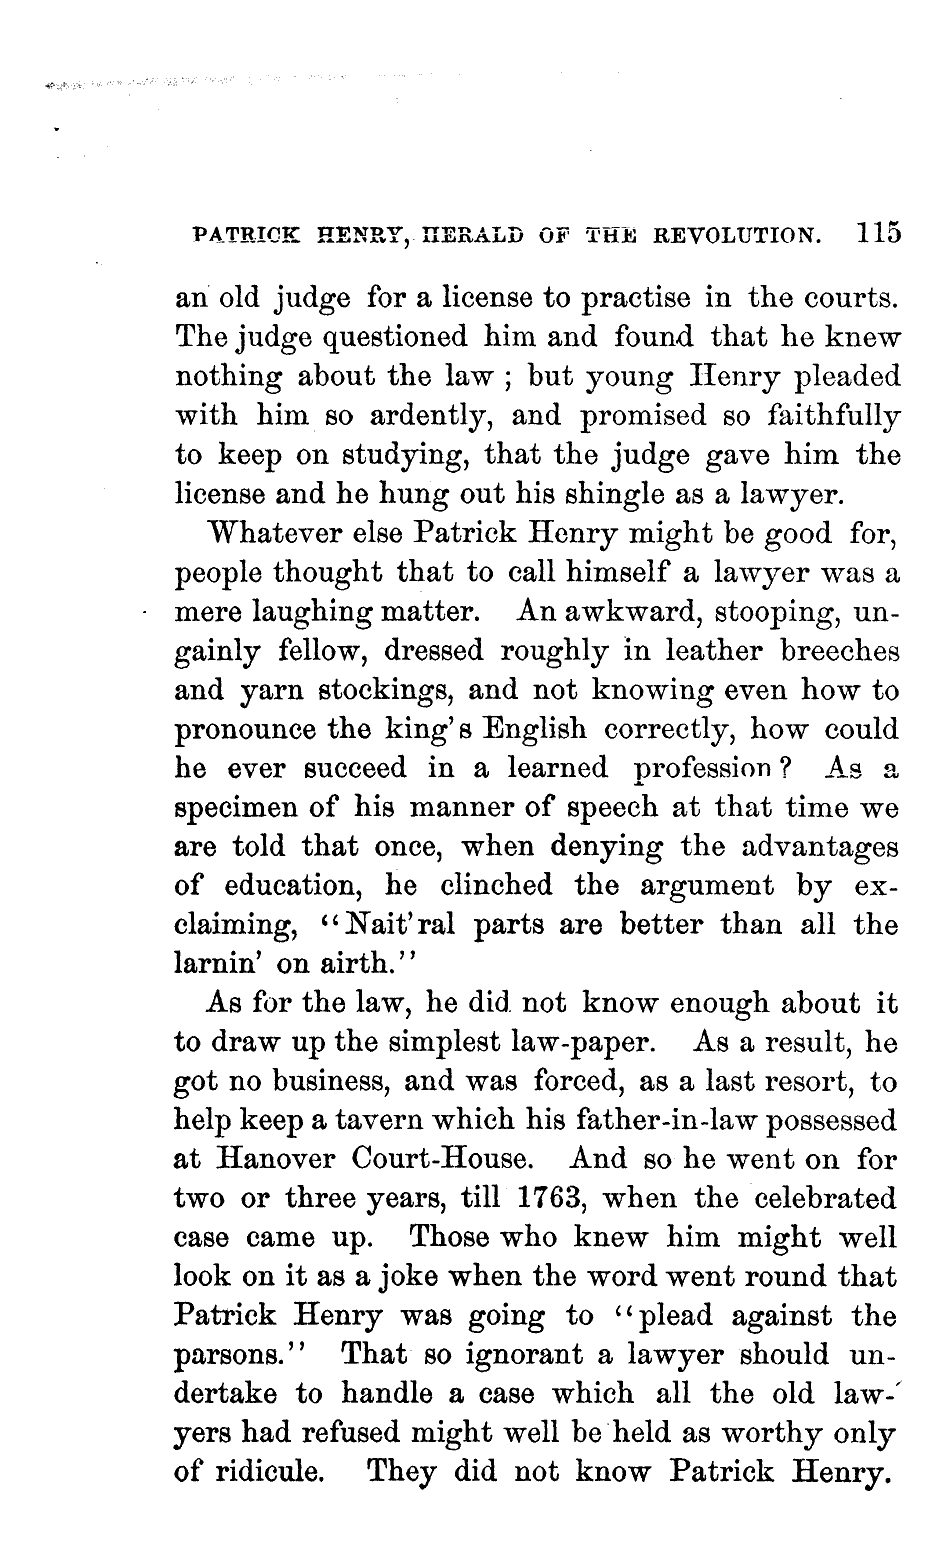 PATRICK HENRY, HERALD OF THE REVOLUTION. 115
an old judge for a license to practise in the courts.
The judge questioned him and found that he knew
nothing about the law ; but young Henry pleaded
with him so ardently, and promised so faithfully
to keep on studying, that the judge gave him the
license and he hung out his shingle as a lawyer.
Whatever else Patrick Henry might be good for,
people thought that to call himself a lawyer was a
mere laughing matter. An awkward, stooping, un-
gainly fellow, dressed roughly in leather breeches
and yarn stockings, and not knowing even how to
pronounce the king's English correctly, how could
he ever succeed in a learned profession ? As a
specimen of his manner of speech at that time we
are told that once, when denying the advantages
of education, he clinched the argument by ex-
claiming, “Nait'ral parts are better than all the
larnin' on airth.”
As for the law, he did not know enough about it
to draw up the simplest law-paper. As a result, he
got no business, and was forced, as a last resort, to
help keep a tavern which his father-in-law possessed
at Hanover Court-House. And so he went on for
two or three years, till 1763, when the celebrated
case came up. Those who knew him might well
look on it as a joke when the word went round that
Patrick Henry was going to “plead against the
parsons.” That so ignorant a lawyer should un-
dertake to handle a case which all the old law-
yers had refused might well be held as worthy only
of ridicule. They did not know Patrick Henry.